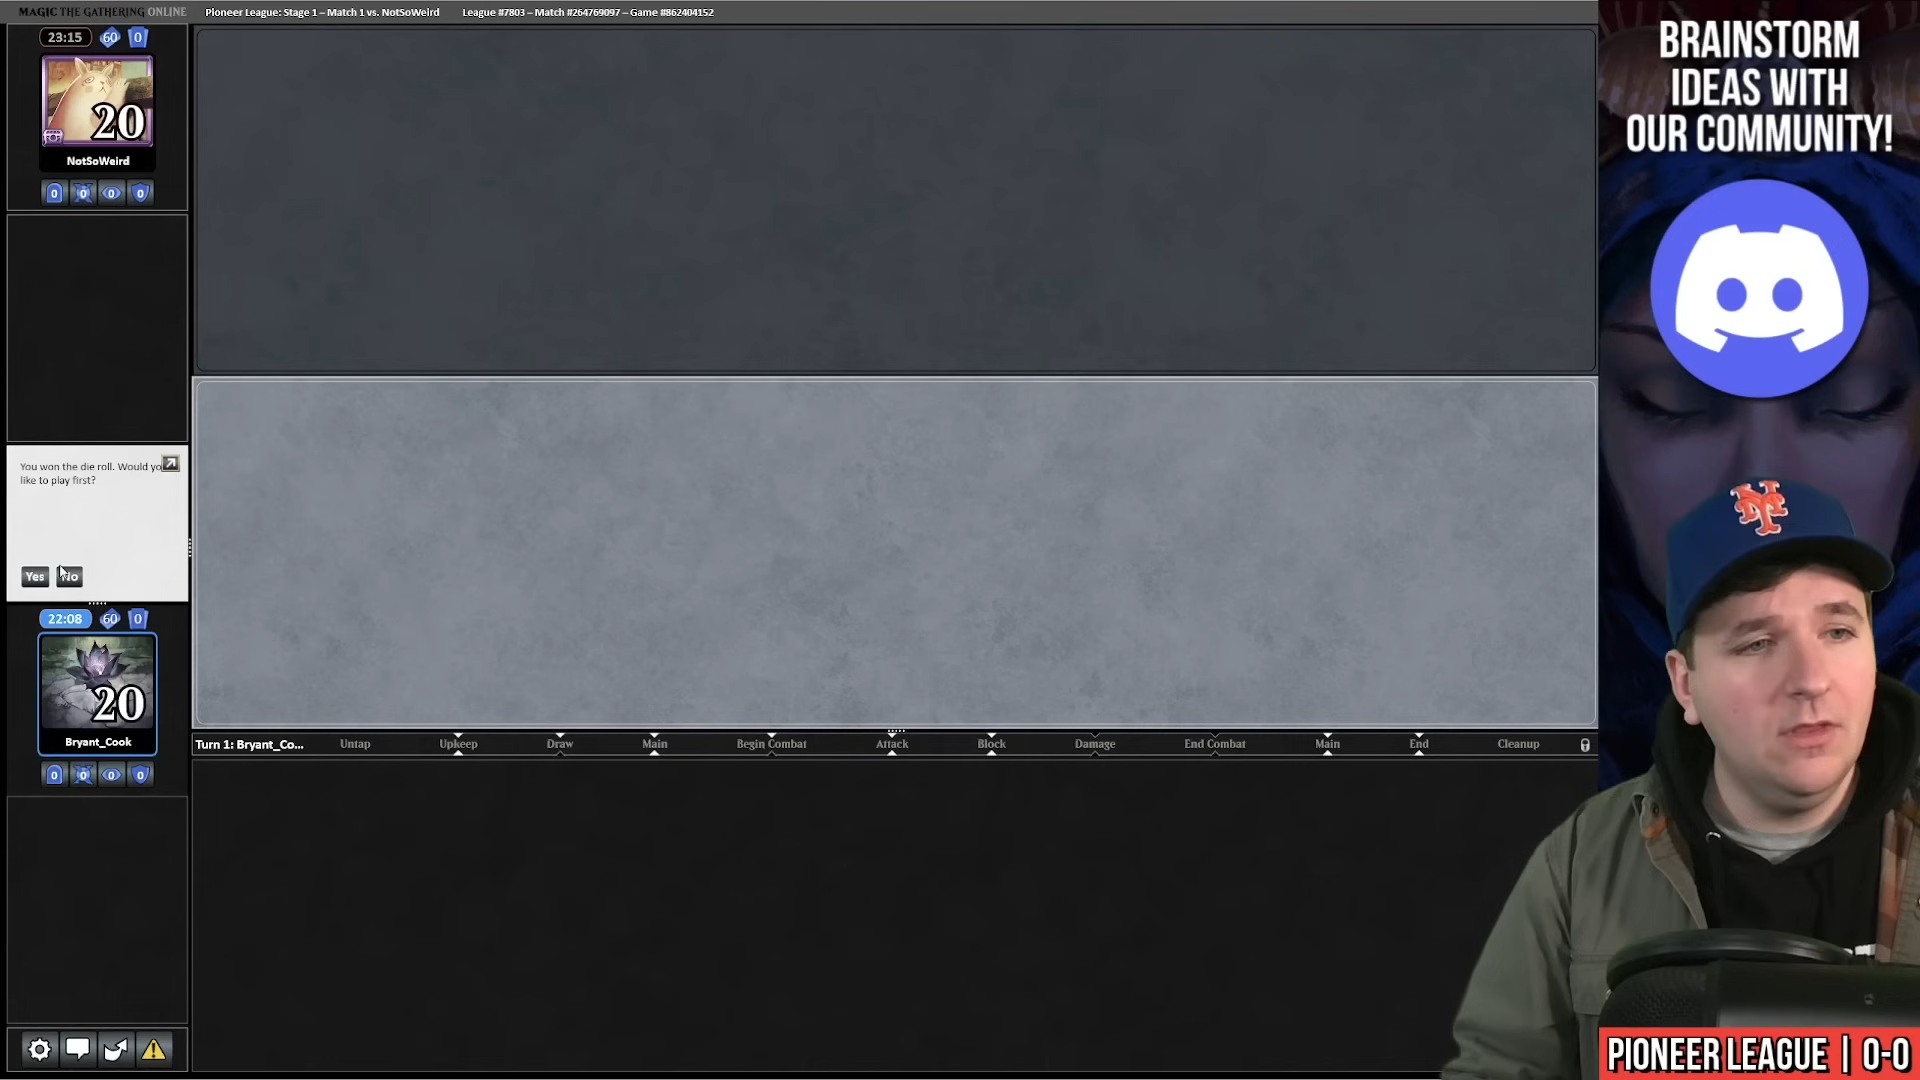 MAGIC THE GATHERING ONLINE
Pioneer League: Stage 1 – Match 1 vs. NotSoWeird
League #7803 – Match #264769097 – Game #862404152
23:15
60
0
20
NotSoWeird
0
0
0
0
You won the die roll. Would yo
like to play first?
Yes
No
22:08
60
0
20
Bryant_Cook
0
0
0
0
Turn 1: Bryant_Co...
Untap
Upkeep
Draw
Main
Begin Combat
Attack
Block
Damage
End Combat
Main
End
Cleanup
BRAINSTORM
IDEAS WITH
OUR COMMUNITY!
NY
PIONEER LEAGUE | 0-0